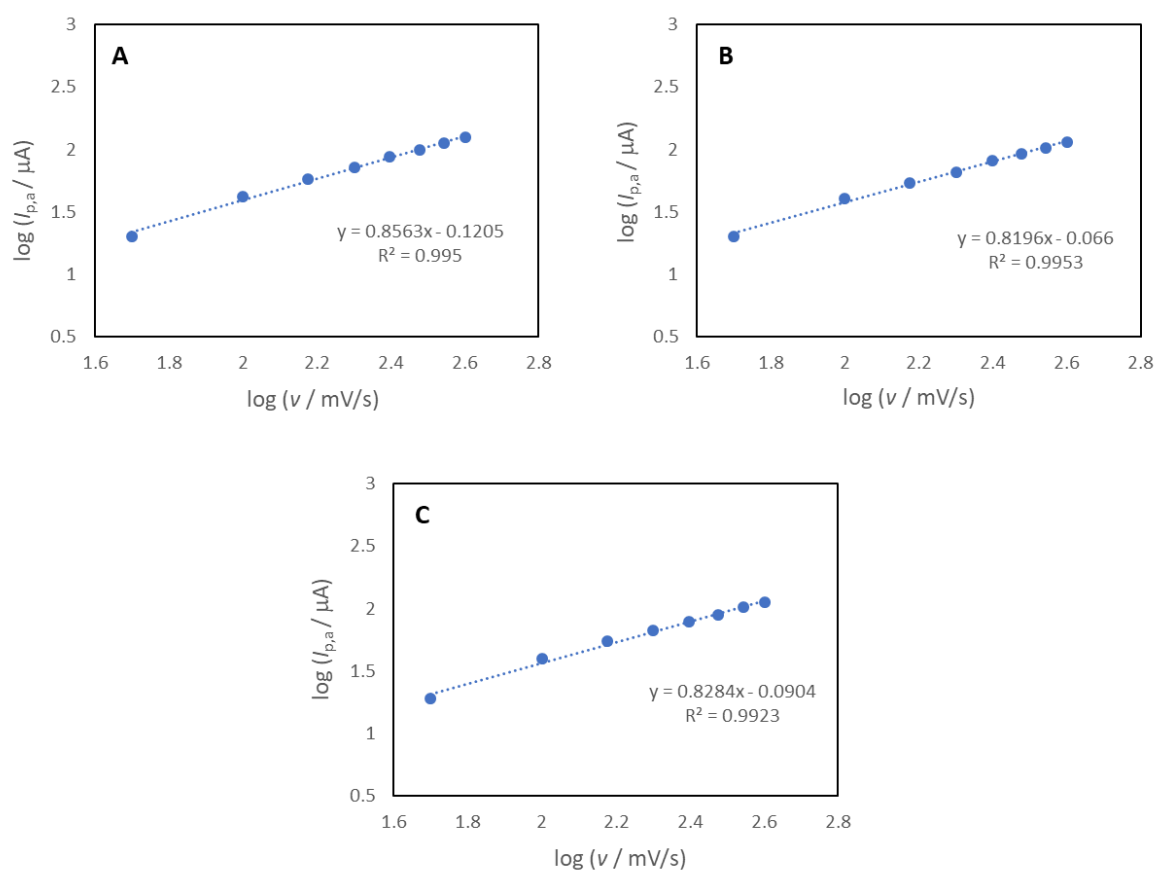 A
3
2.5
2
1.5
1
0.5
log (Ip,a / µA)
y = 0.8563x - 0.1205
R² = 0.995
1.6 2 2.2 2.4 2.6 2.8
1.8
log (v / mV/s)
B
3
2.5
2
1.5
1
0.5
log (Ip,a / µA)
y = 0.8196x - 0.066
R² = 0.9953
1.6 1.8 2 2.2 2.4 2.6 2.8
log (v / mV/s)
C
3
2.5
2
1.5
1
0.5
log (Ip,a / µA)
y = 0.8284x - 0.0904
R² = 0.9923
1.6 1.8 2 2.2 2.4 2.6 2.8
log (v / mV/s)